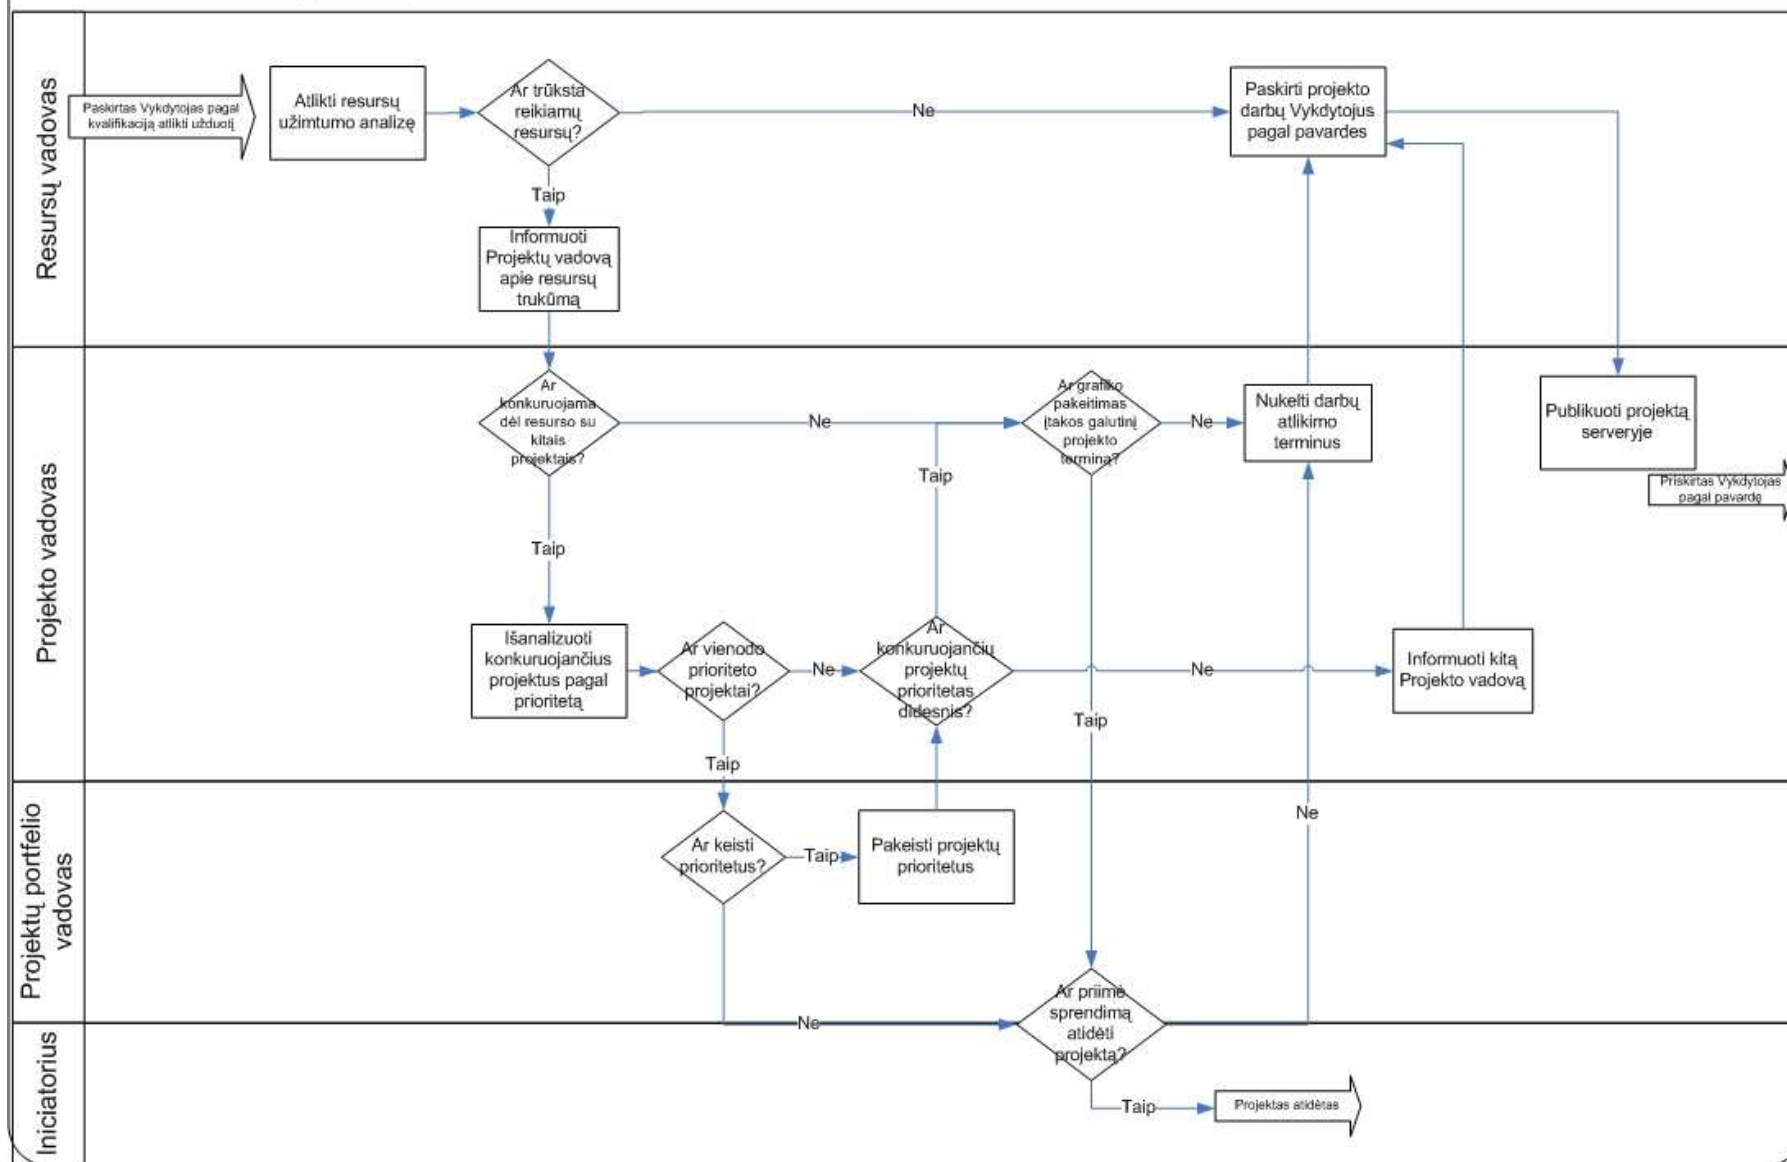 Resursų vadovas
Paskirtas Vykdytojas pagal
kvalifikaciją atlikti užduotį
Atlikti resursų
užimtumo analizę
Ar trūksta
reikiamų
resursų?
Ne
Paskirti projekto
darbų Vykdytojus
pagal pavardes
Taip
Informuoti
Projektų vadovą
apie resursų
trukūmą
Projekto vadovas
Ar
konkuruojama
dėl resurso su
kitais
projektais?
Ne
Ar grafiko
pakeitimas
įtakos galutinį
projekto
terminą?
Ne
Nukelti darbų
atlikimo
terminus
Publikuoti projektą
serveryje
Priskirtas Vykdytojas
pagal pavardę
Taip
Taip
Išanalizuoti
konkuruojančius
projektus pagal
prioritetą
Ar vienodo
prioriteto
projektai?
Ne
Ar
konkuruojančiu
projektų
prioritetas
didesnis?
Ne
Informuoti kitą
Projekto vadovą
Taip
Taip
Projektų portfelio
vadovas
Ar keisti
prioritetus?
Taip
Pakeisti projektų
prioritetus
Ne
Ne
Ar priimė
sprendimą
atidėti
projektą?
Iniciatorius
Taip
Projektas atidėtas